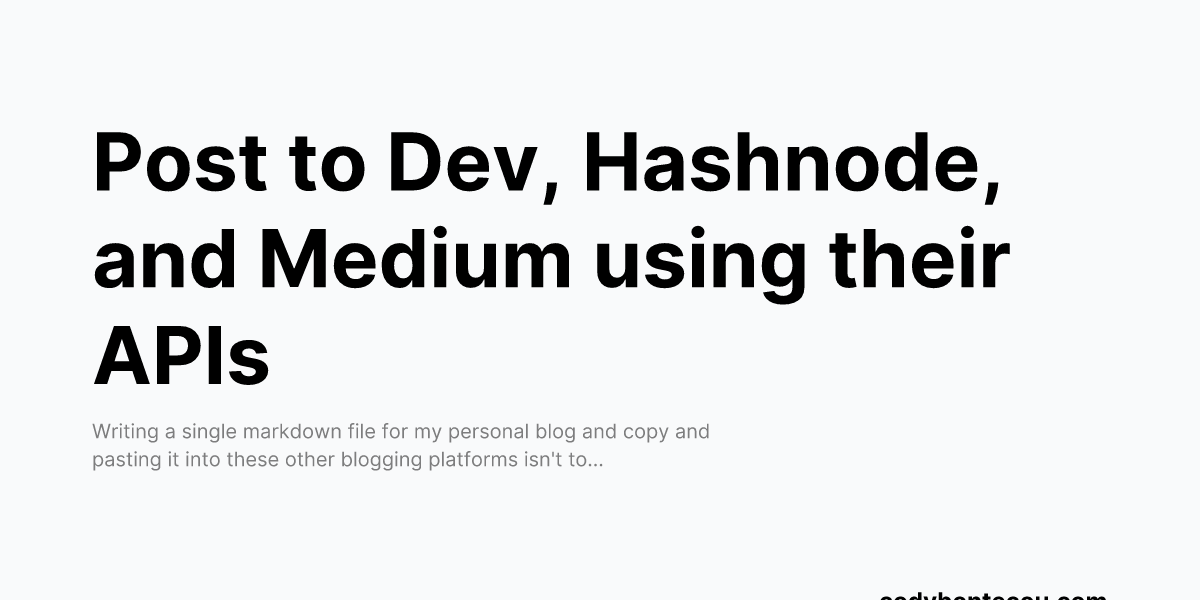 Post to Dev, Hashnode,
and Medium using their
APIs
Writing a single markdown file for my personal blog and copy and
pasting it into these other blogging platforms isn't to...